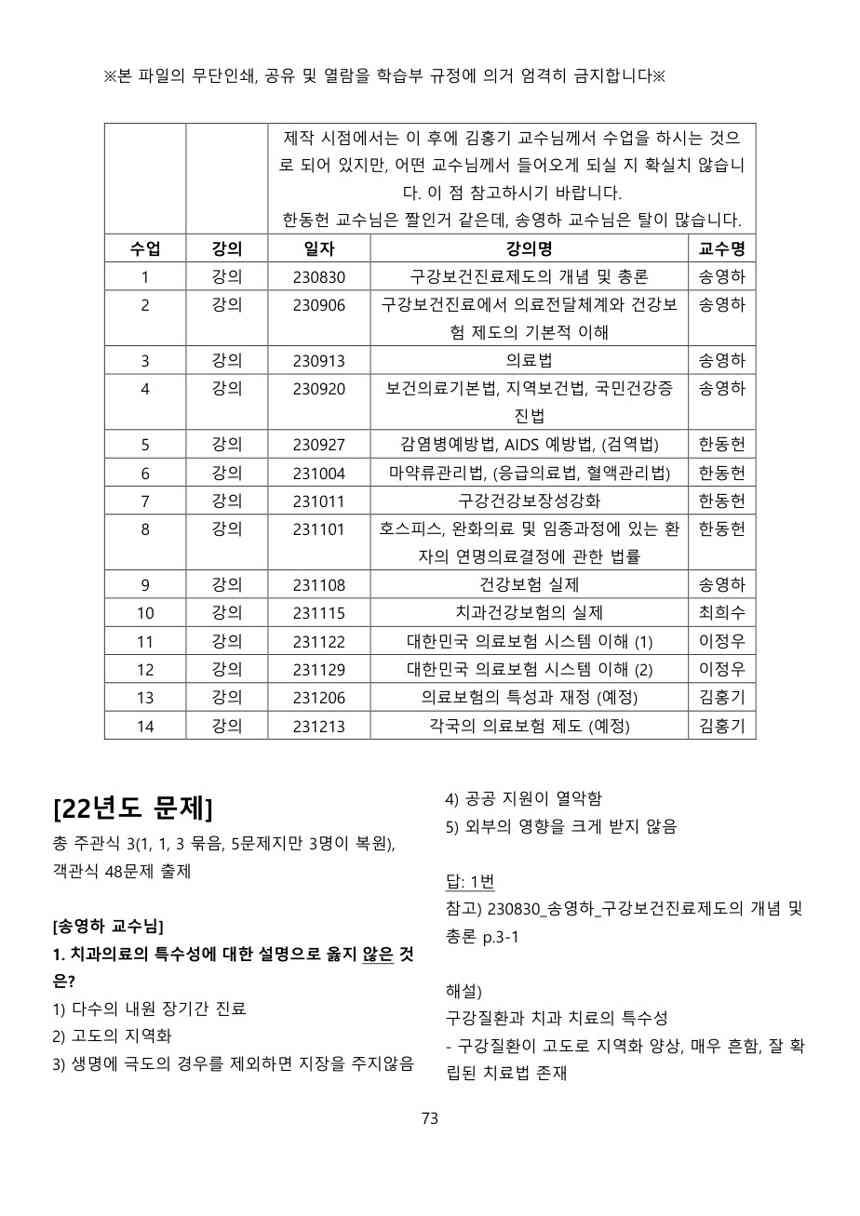 ※본 파일의 무단인쇄, 공유 및 열람을 학습부 규정에 의거 엄격히 금지합니다※
제작 시점에서는 이 후에 김홍기 교수님께서 수업을 하시는 것으
로 되어 있지만, 어떤 교수님께서 들어오게 되실 지 확실치 않습니
다. 이 점 참고하시기 바랍니다.
한동헌 교수님은 짤인거 같은데, 송영하 교수님은 탈이 많습니다.
수업 강의 일자 강의명 교수명
1 강의 230830 구강보건진료제도의 개념 및 총론 송영하
2 강의 230906 구강보건진료에서 의료전달체계와 건강보 송영하
험 제도의 기본적 이해
3 강의 230913 의료법 송영하
4 강의 230920 보건의료기본법, 지역보건법, 국민건강증 송영하
진법
5 강의 230927 감염병예방법, AIDS 예방법, (검역법) 한동헌
6 강의 231004 마약류관리법, (응급의료법, 혈액관리법) 한동헌
7 강의 231011 구강건강보장성강화 한동헌
8 강의 231101 호스피스, 완화의료 및 임종과정에 있는 환 한동헌
자의 연명의료결정에 관한 법률
9 강의 231108 건강보험 실제 송영하
10 강의 231115 치과건강보험의 실제 최희수
11 강의 231122 대한민국 의료보험 시스템 이해 (1) 이정우
12 강의 231129 대한민국 의료보험 시스템 이해 (2) 이정우
13 강의 231206 의료보험의 특성과 재정 (예정) 김홍기
14 강의 231213 각국의 의료보험 제도 (예정) 김홍기
[22년도 문제]
총 주관식 3(1, 1, 3 묶음, 5문제지만 3명이 복원),
객관식 48문제 출제
[송영하 교수님]
1. 치과의료의 특수성에 대한 설명으로 옳지 않은 것
은?
1) 다수의 내원 장기간 진료
2) 고도의 지역화
3) 생명에 극도의 경우를 제외하면 지장을 주지않음
4) 공공 지원이 열악함
5) 외부의 영향을 크게 받지 않음
답: 1번
참고) 230830_송영하_구강보건진료제도의 개념 및
총론 p.3-1
해설)
구강질환과 치과 치료의 특수성
- 구강질환이 고도로 지역화 양상, 매우 흔함, 잘 확
립된 치료법 존재
73